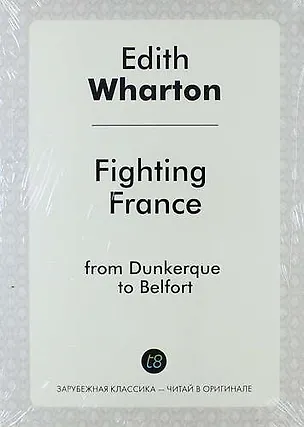 Edith
Wharton
Fighting
France
from Dunkerque
to Belfort
t8
ЗАРУБЕЖНАЯ КЛАССИКА — ЧИТАЙ В ОРИГИНАЛЕ